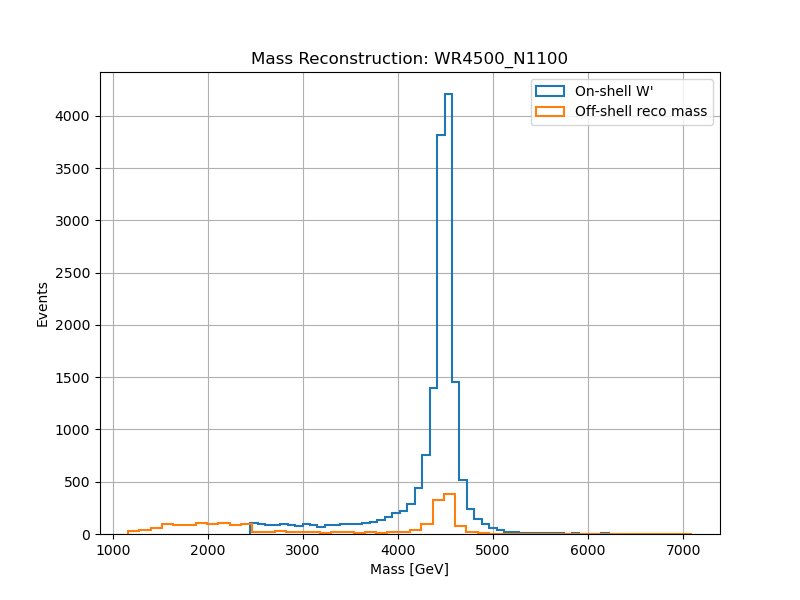 Mass Reconstruction: WR4500_N1100
On-shell W'
Off-shell reco mass
4000
3500
3000
2500
2000
1500
1000
500
0
Events
1000 2000 3000 4000 5000 6000 7000
Mass [GeV]